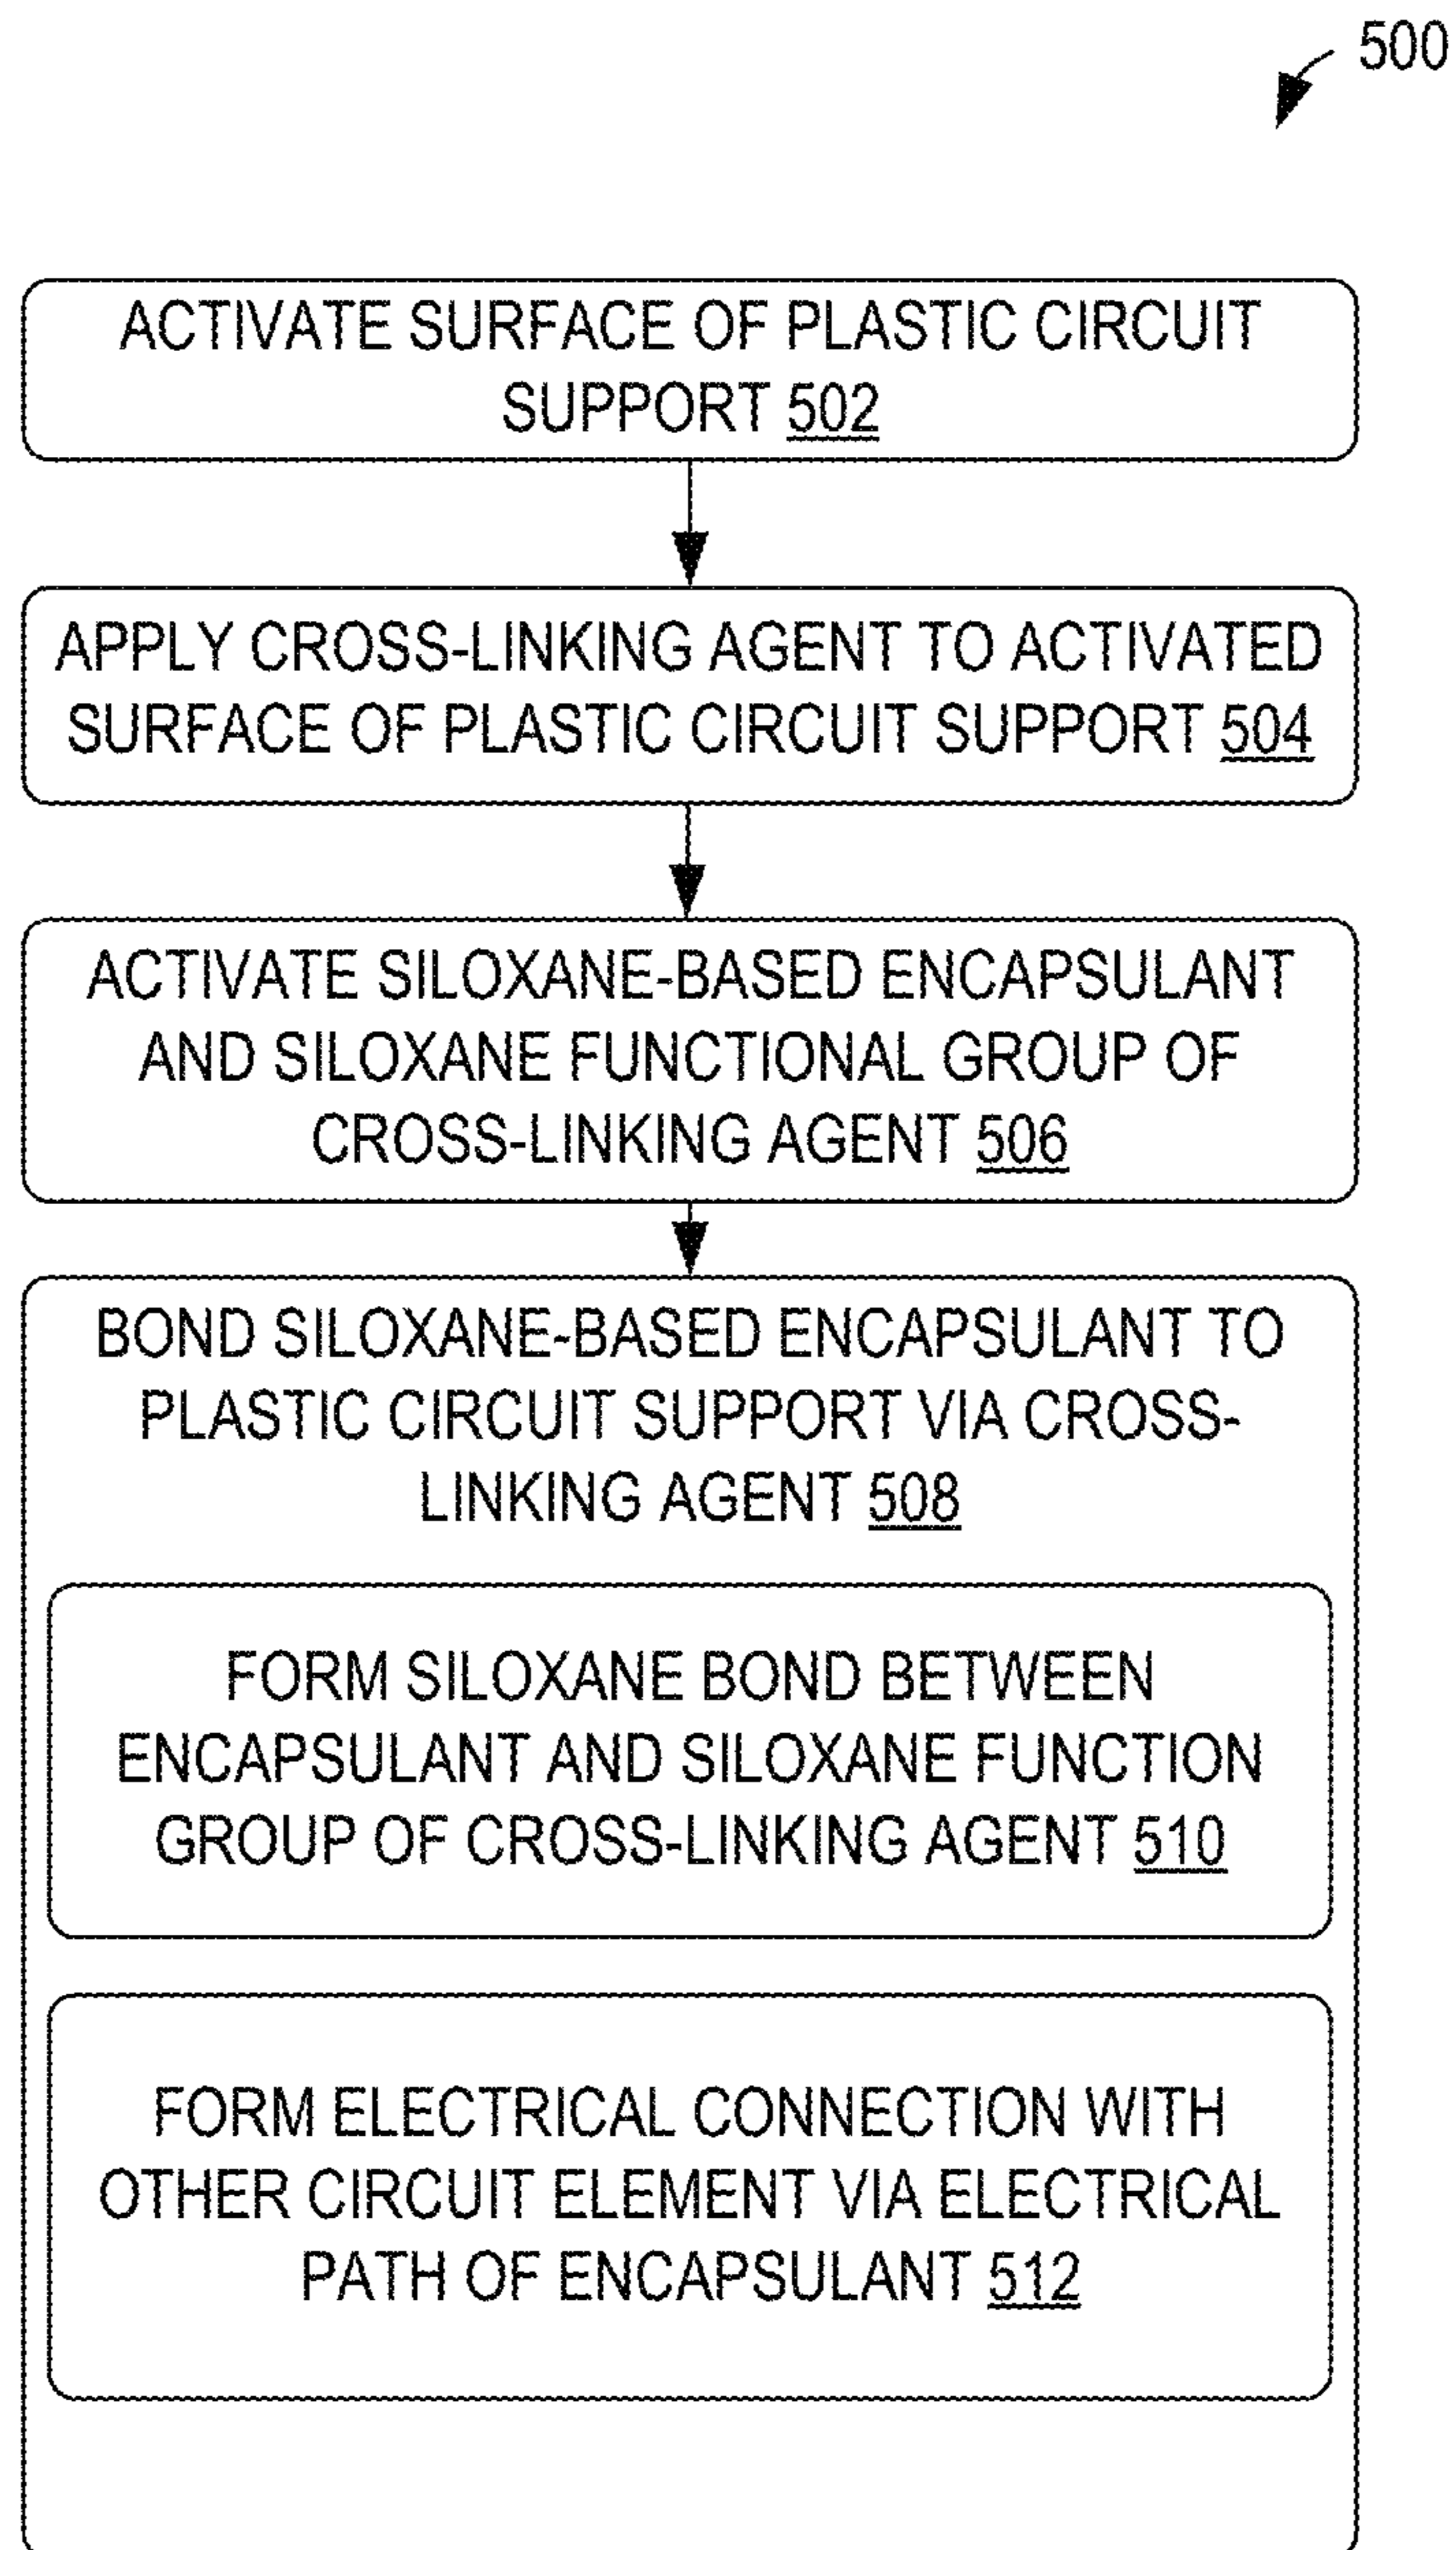 500
ACTIVATE SURFACE OF PLASTIC CIRCUIT
SUPPORT 502
APPLY CROSS-LINKING AGENT TO ACTIVATED
SURFACE OF PLASTIC CIRCUIT SUPPORT 504
ACTIVATE SILOXANE-BASED ENCAPSULANT
AND SILOXANE FUNCTIONAL GROUP OF
CROSS-LINKING AGENT 506
BOND SILOXANE-BASED ENCAPSULANT TO
PLASTIC CIRCUIT SUPPORT VIA CROSS-
LINKING AGENT 508
FORM SILOXANE BOND BETWEEN
ENCAPSULANT AND SILOXANE FUNCTION
GROUP OF CROSS-LINKING AGENT 510
FORM ELECTRICAL CONNECTION WITH
OTHER CIRCUIT ELEMENT VIA ELECTRICAL
PATH OF ENCAPSULANT 512